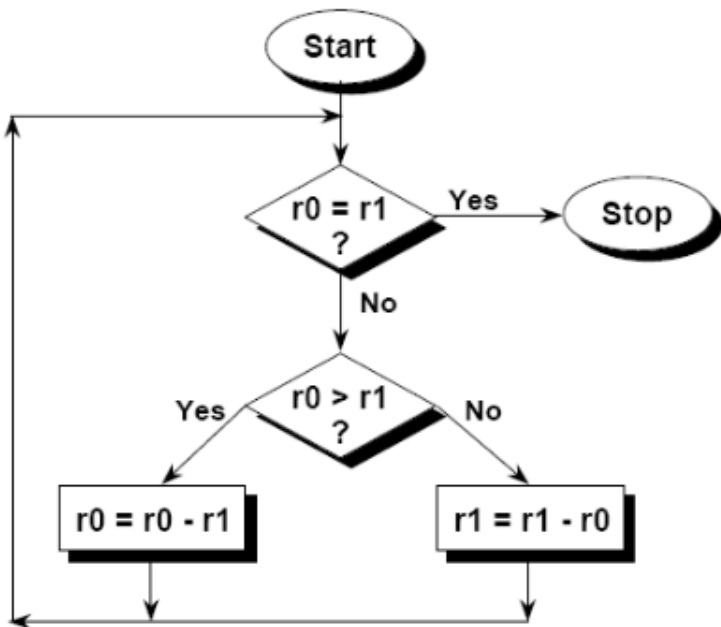 Start
r0 = r1
?
Yes
Stop
No
r0 > r1
?
Yes
No
r0 = r0 - r1
r1 = r1 - r0